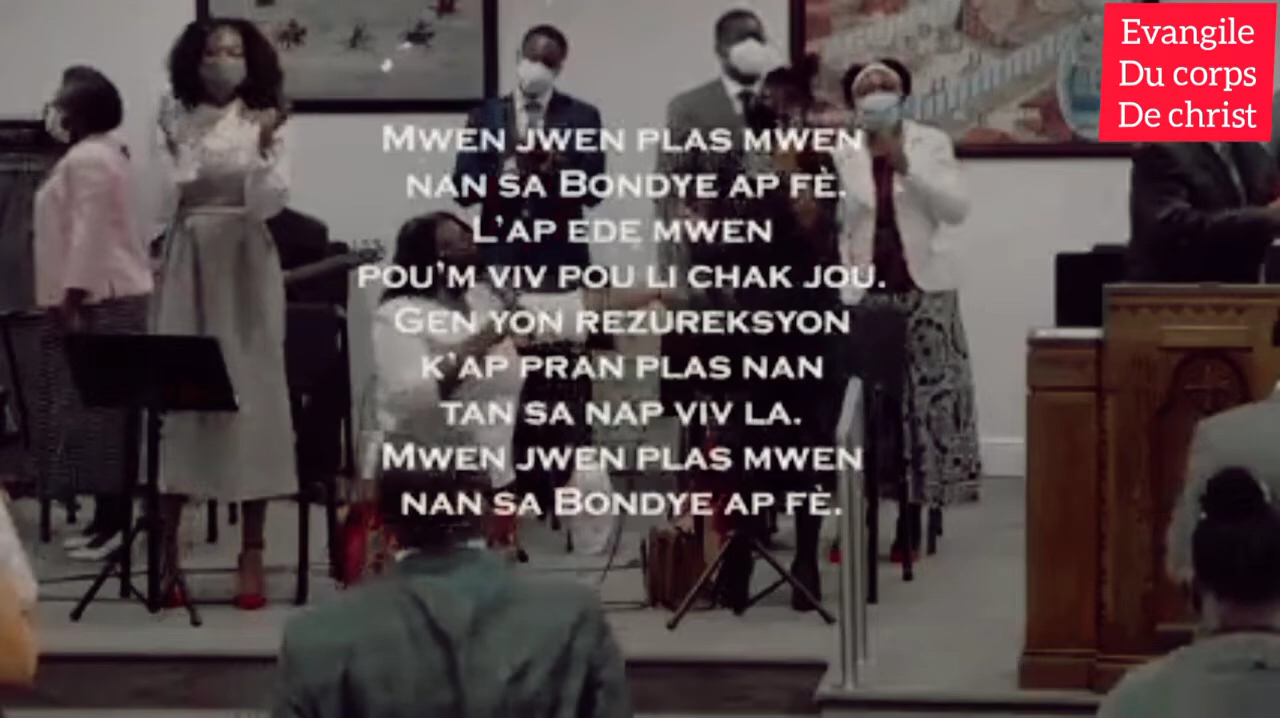 Evangile
Du corps
De christ
Mwen jwen plas mwen
nan sa Bondye ap fè.
L'ap ede mwen
pou'm viv pou li chak jou.
Gen yon rezureksyon
k'ap pran plas nan
tan sa nap viv la.
Mwen jwen plas mwen
nan sa Bondye ap fè.